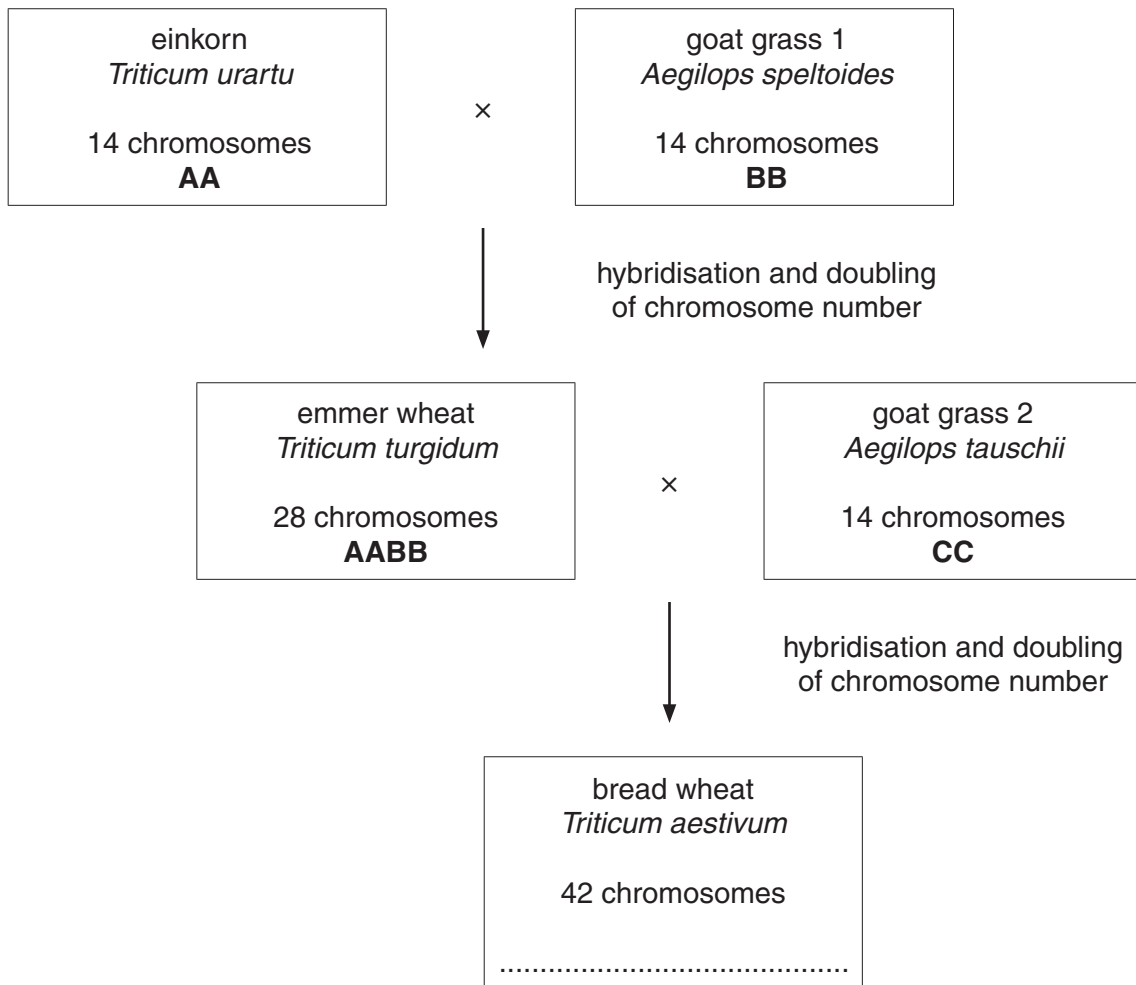 einkorn
Triticum urartu
14 chromosomes
AA
×
goat grass 1
Aegilops speltoides
14 chromosomes
BB
hybridisation and doubling
of chromosome number
emmer wheat
Triticum turgidum
28 chromosomes
AABB
×
goat grass 2
Aegilops tauschii
14 chromosomes
CC
hybridisation and doubling
of chromosome number
bread wheat
Triticum aestivum
42 chromosomes
...........................................